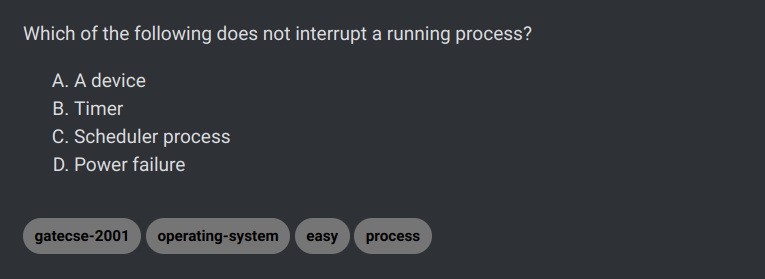 Which of the following does not interrupt a running process?
A. A device
B. Timer
C. Scheduler process
D. Power failure
gatecse-2001 operating-system easy process